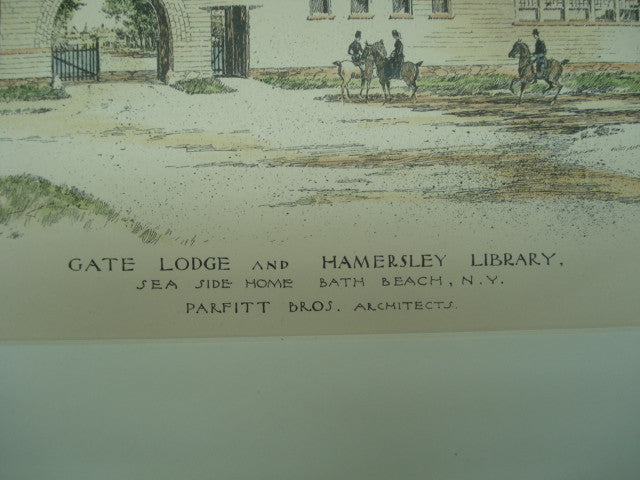 GATE LODGE AND HAMERSLEY LIBRARY,
SEA SIDE HOME BATH BEACH, N.Y.
PARFITT BROS. ARCHITECTS.